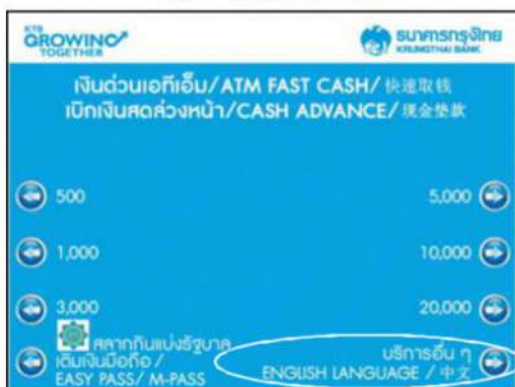 KTB
GROWING
TOGETHER
ธนาคารกรุงไทย
KRUNGTHAI BANK
เงินด่วนเอทีเอ็ม/ATM FAST CASH/快速取钱
เบิกเงินสดล่วงหน้า/CASH ADVANCE/现金垫款
500
5,000
1,000
10,000
3,000
20,000
สลากกินแบ่งรัฐบาล
เติมเงินมือถือ /
EASY PASS/ M-PASS
บริการอื่น ๆ
ENGLISH LANGUAGE / 中文